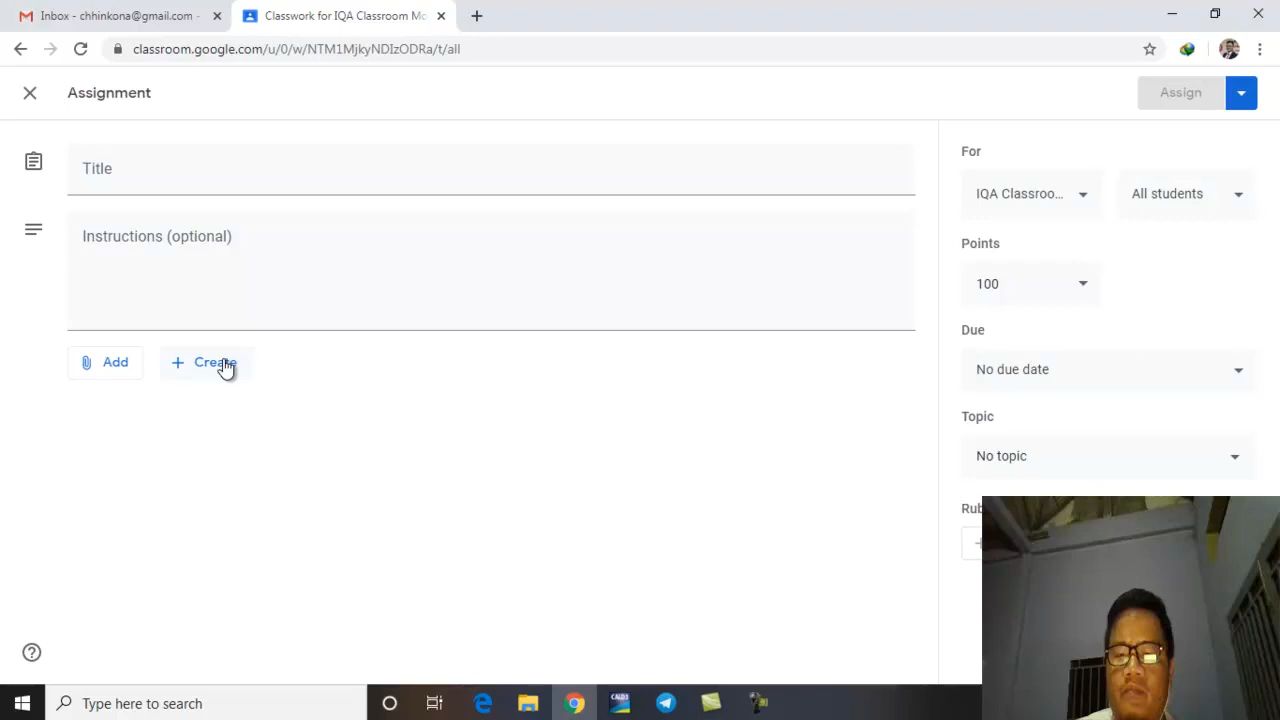 Inbox - chhinkona@gmail.com -
Classwork for IQA Classroom Mo
classroom.google.com/u/0/w/NTM1MjkyNDIzODRa/t/all
Assignment
Assign
Title
Instructions (optional)
Add
Create
For
IQA Classroo...
All students
Points
100
Due
No due date
Topic
No topic
Rub
Type here to search